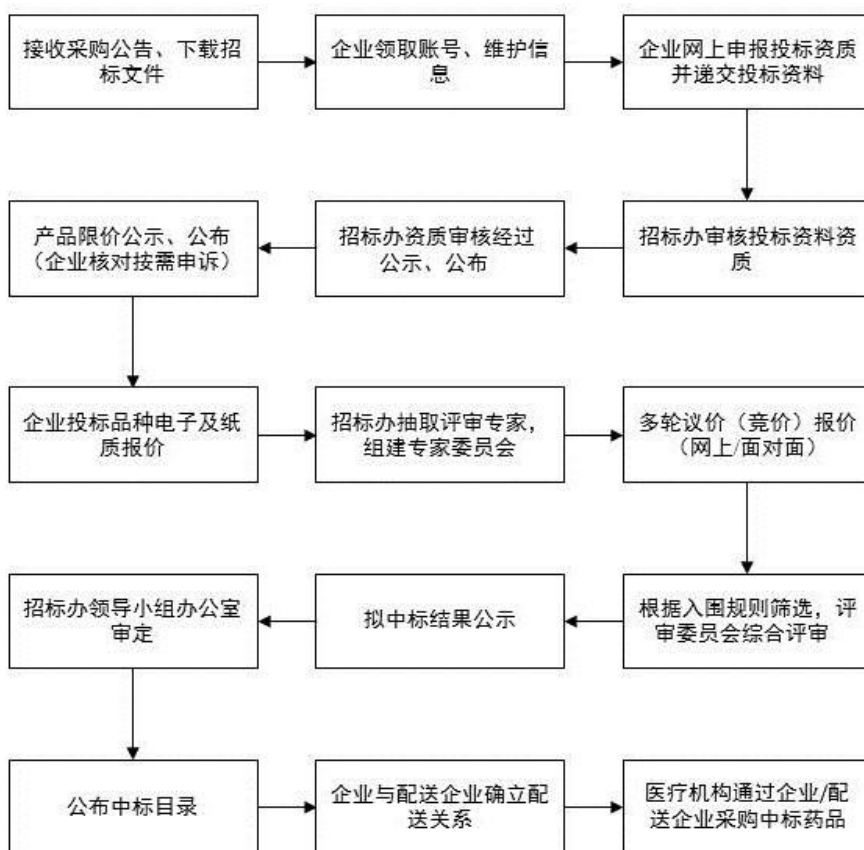 接收采购公告、下载招
标文件
企业领取账号、维护信
息
企业网上申报投标资质
并递交投标资料
产品限价公示、公布
（企业核对按需申诉）
招标办资质审核经过
公示、公布
招标办审核投标资料资
质
企业投标品种电子及纸
质报价
招标办抽取评审专家，
组建专家委员会
多轮议价（竞价）报价
（网上/面对面）
招标办领导小组办公室
审定
拟中标结果公示
根据入围规则筛选，评
审委员会综合评审
公布中标目录
企业与配送企业确立配
送关系
医疗机构通过企业/配
送企业采购中标药品